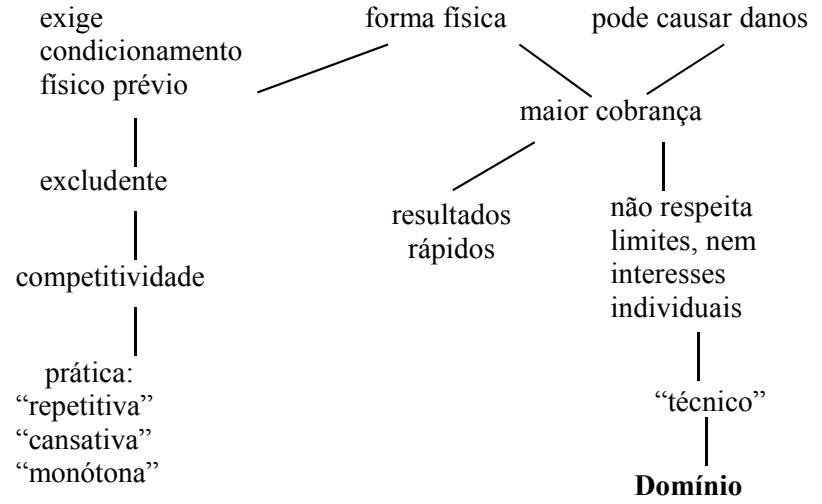 exige
condicionamento
físico prévio
forma física
pode causar danos
maior cobrança
excludente
resultados
rápidos
não respeita
limites, nem
interesses
individuais
competitividade
prática:
“repetitiva”
“cansativa”
“monótona”
“técnico”
Domínio